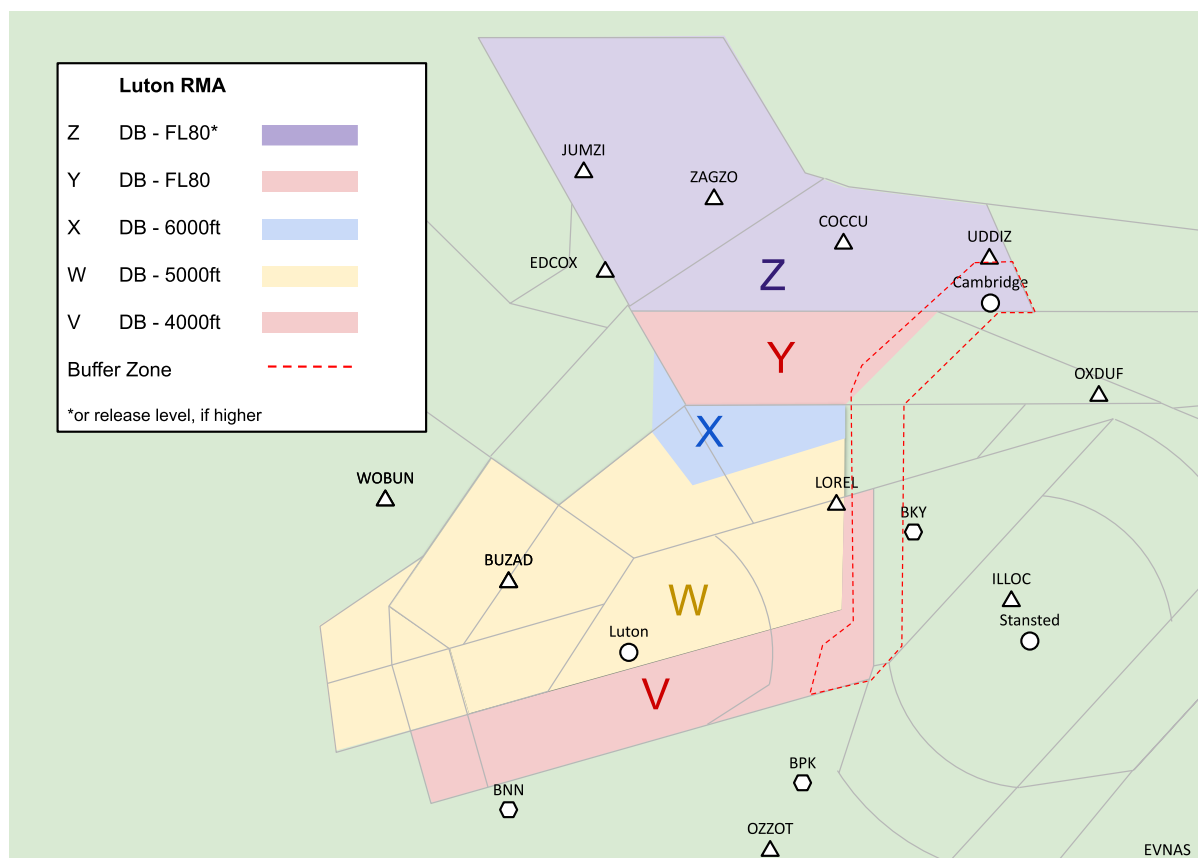 Luton RMA
Z DB - FL80*
Y DB - FL80
X DB - 6000ft
W DB - 5000ft
V DB - 4000ft
Buffer Zone
*or release level, if higher
JUMZI
ZAGZO
COCCU
UDDIZ
EDCOX
Z
Cambridge
Y
OXDUF
X
WOBUN
LOREL
BKY
BUZAD
ILLOC
W
Stansted
Luton
V
BPK
BNN
OZZOT
EVNAS